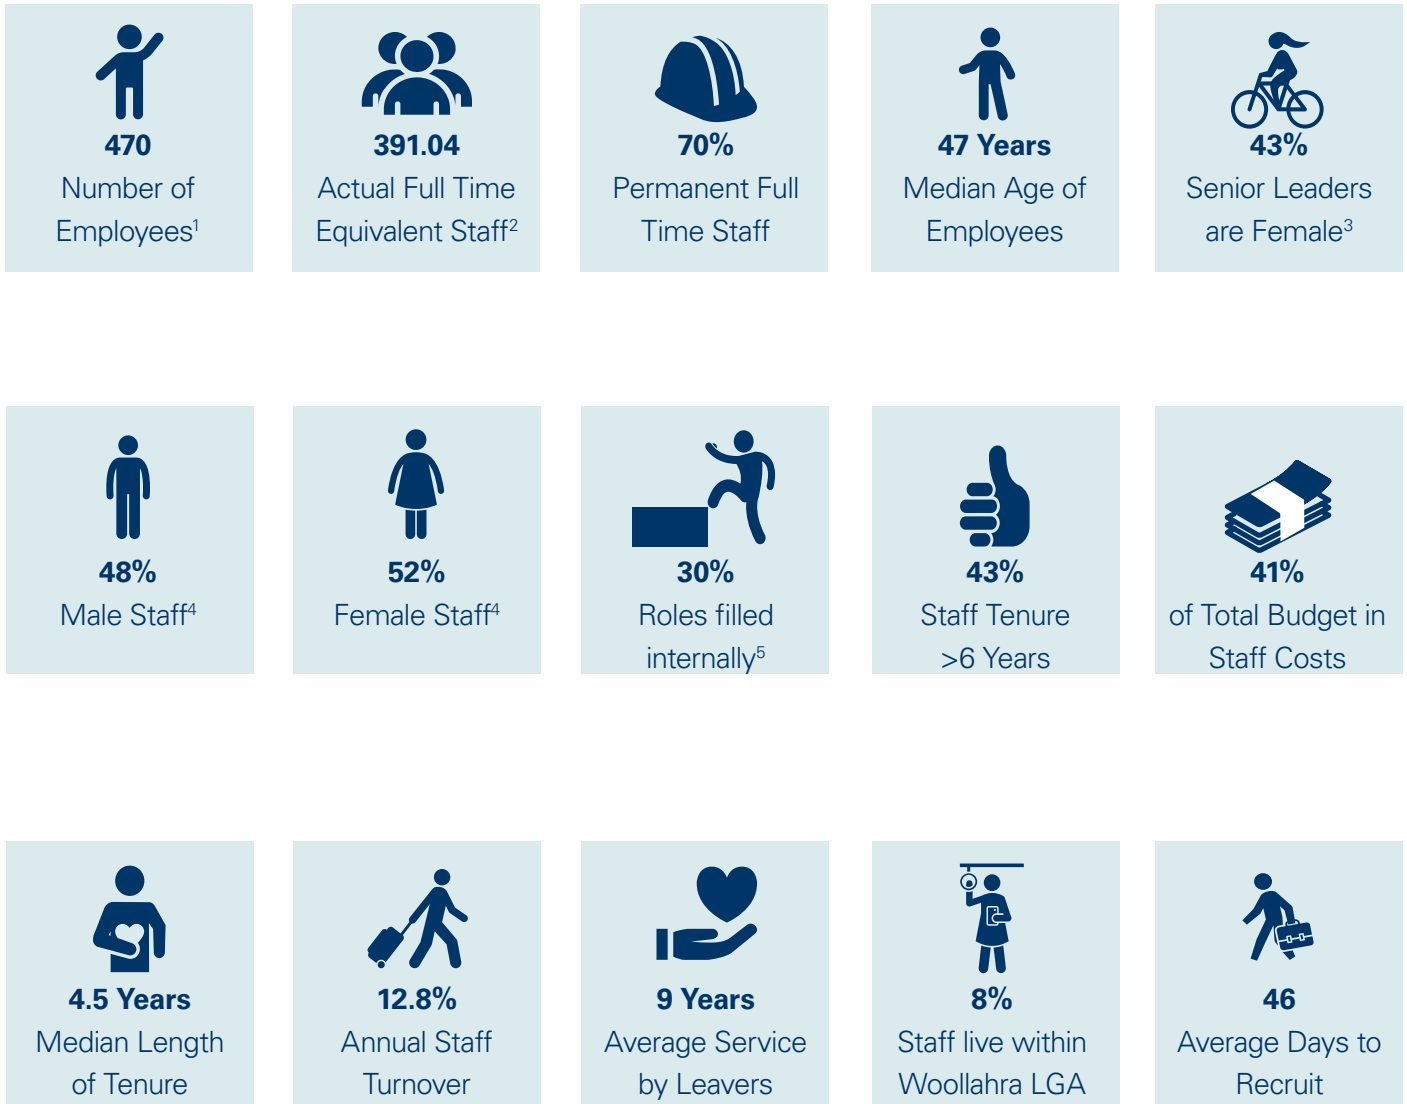 470
Number of
Employees¹
391.04
Actual Full Time
Equivalent Staff²
70%
Permanent Full
Time Staff
47 Years
Median Age of
Employees
43%
Senior Leaders
are Female³
48%
Male Staff⁴
52%
Female Staff⁴
30%
Roles filled
internally⁵
43%
Staff Tenure
>6 Years
41%
of Total Budget in
Staff Costs
4.5 Years
Median Length
of Tenure
12.8%
Annual Staff
Turnover
9 Years
Average Service
by Leavers
8%
Staff live within
Woollahra LGA
46
Average Days to
Recruit